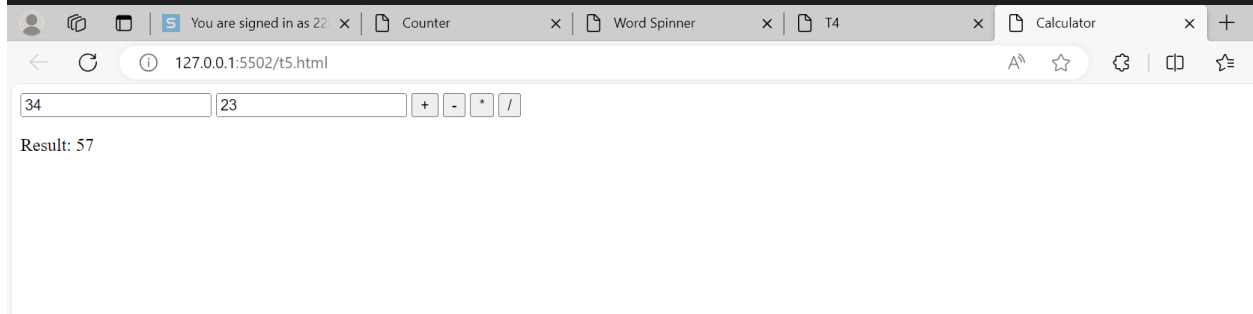 S You are signed in as 22 Counter Word Spinner T4 Calculator
127.0.0.1:5502/t5.html
34 23 + - * /
Result: 57